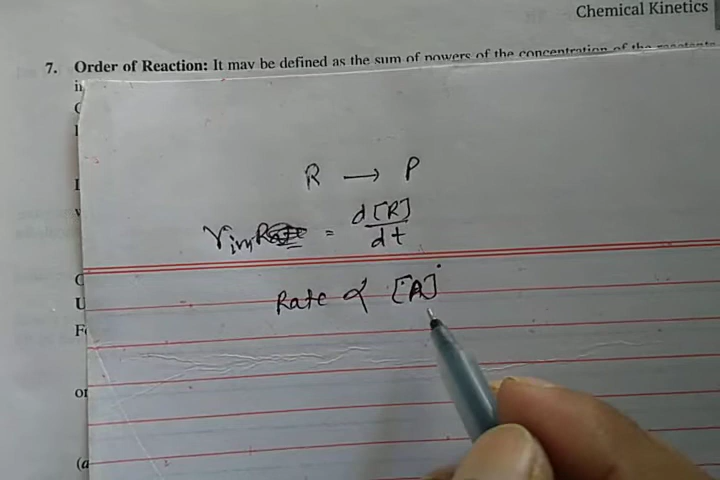 Chemical Kinetics
7. Order of Reaction: It may be defined as the sum of powers of the concentration of the reactants
R → P
= d[R]
dt
Rate ∝ [A]